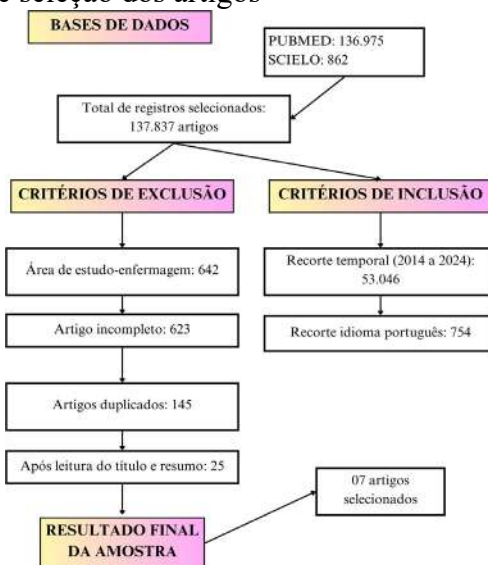 e seleção dos artigos
BASES DE DADOS
PUBMED: 136.975
SCIELO: 862
Total de registros selecionados:
137.837 artigos
CRITÉRIOS DE EXCLUSÃO
CRITÉRIOS DE INCLUSÃO
Área de estudo-enfermagem: 642
Recorte temporal (2014 a 2024):
53.046
Artigo incompleto: 623
Recorte idioma português: 754
Artigos duplicados: 145
Após leitura do título e resumo: 25
07 artigos
selecionados
RESULTADO FINAL
DA AMOSTRA